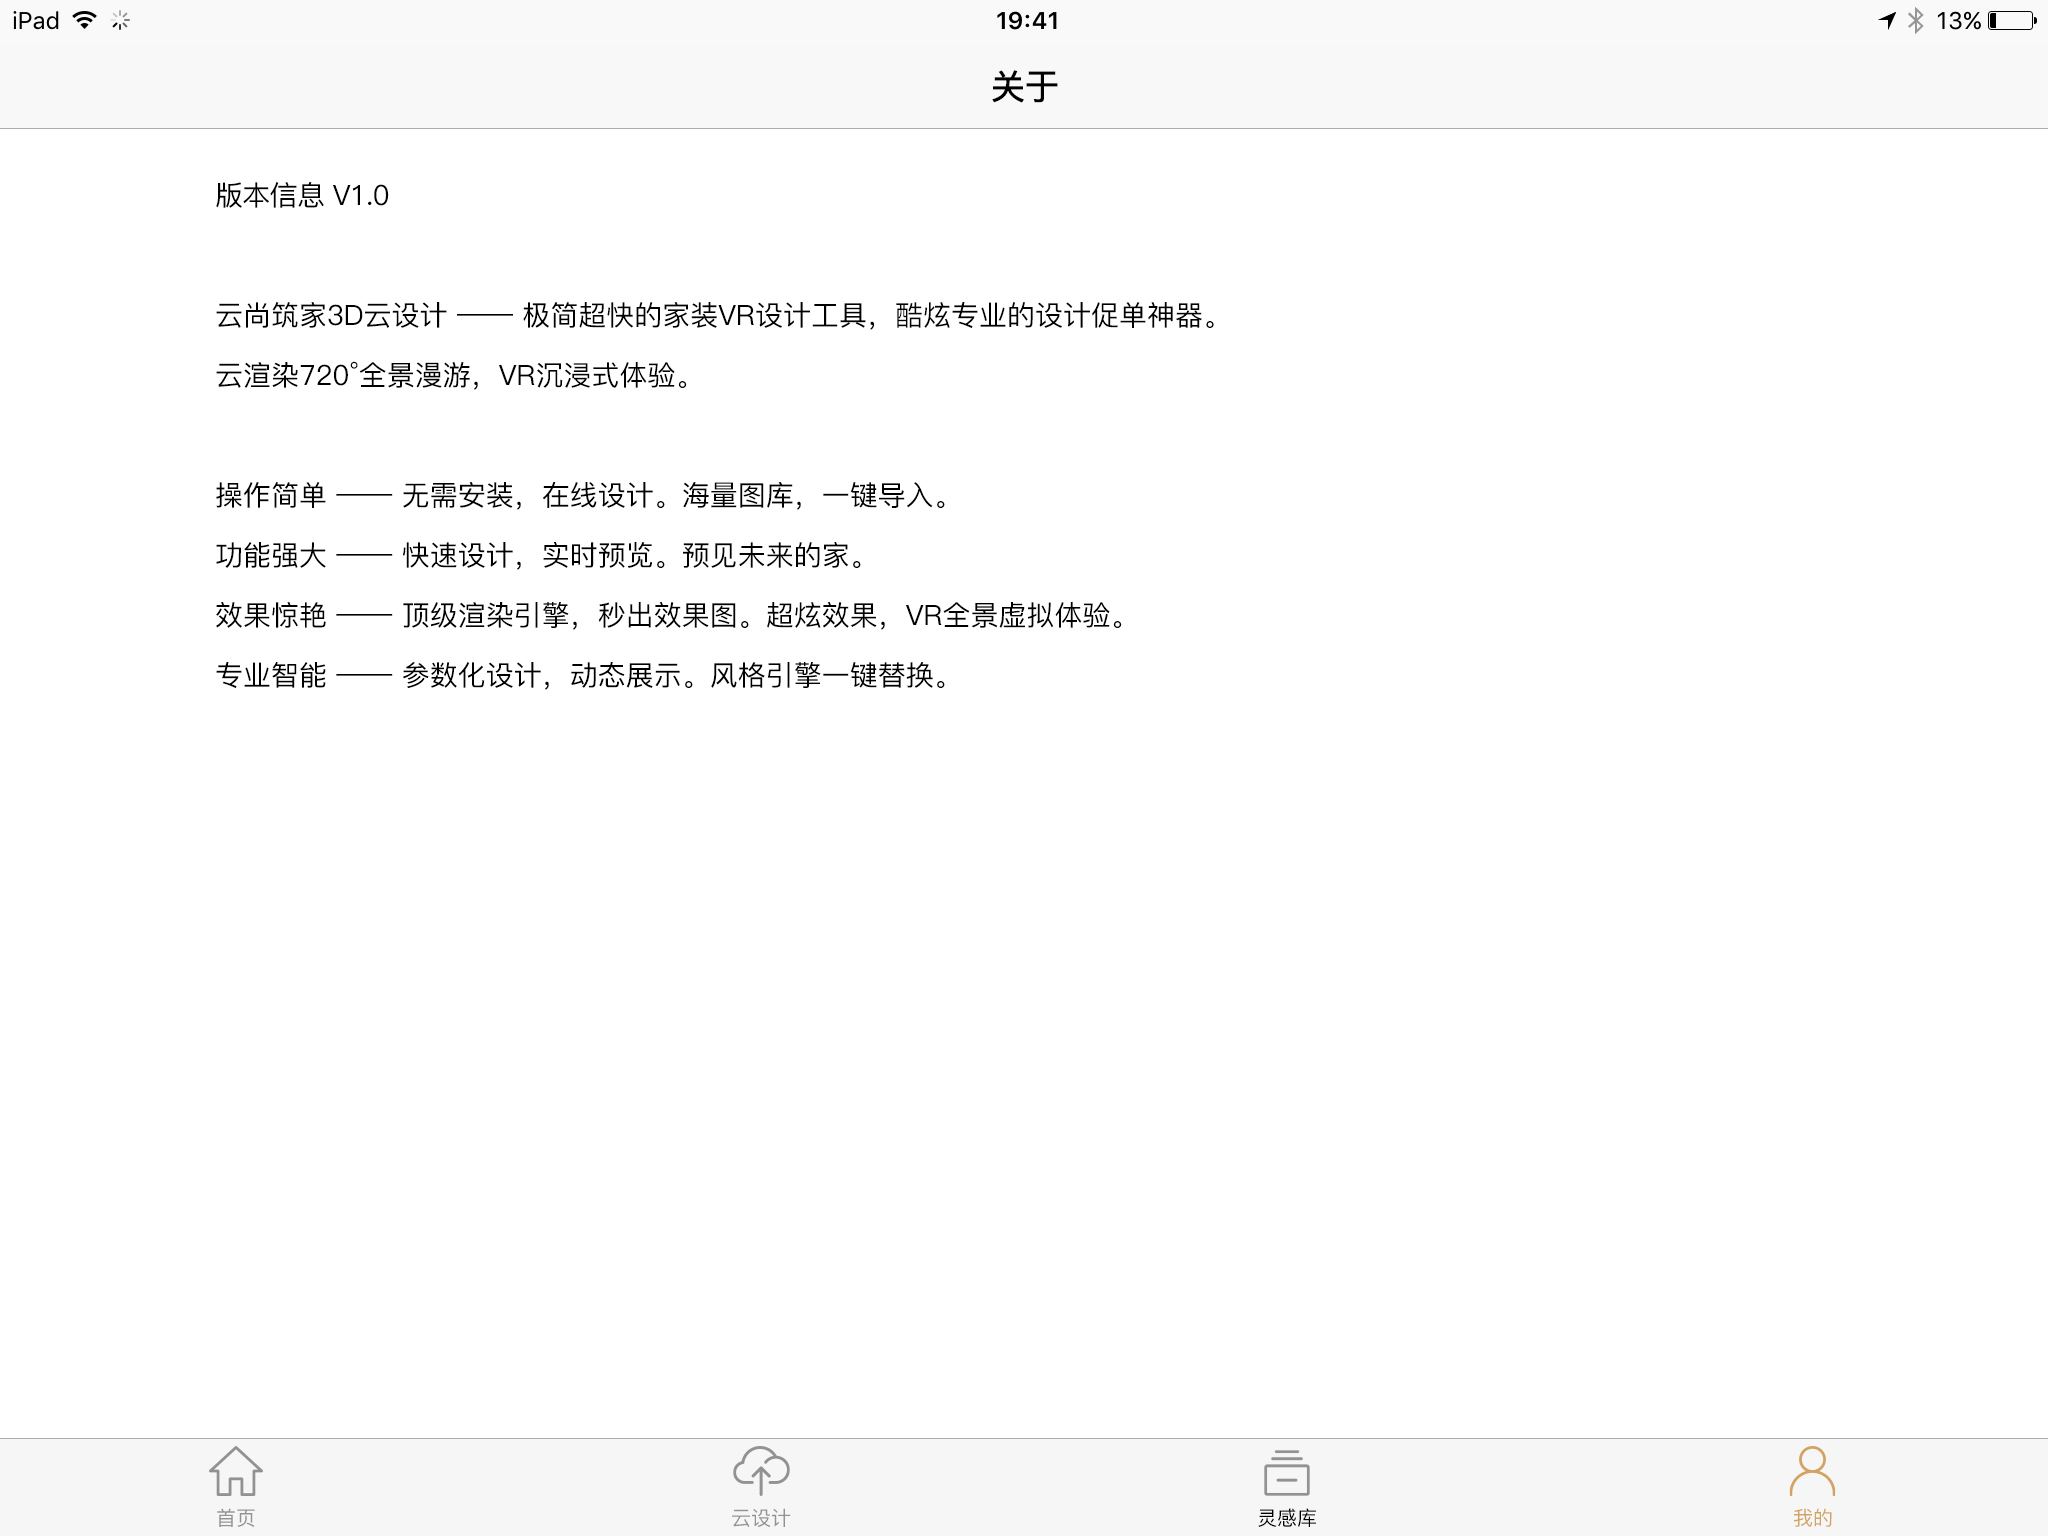 iPad 19:41 13%
关于
版本信息 V1.0
云尚筑家3D云设计 —— 极简超快的家装VR设计工具，酷炫专业的设计促单神器。
云渲染720°全景漫游，VR沉浸式体验。
操作简单 —— 无需安装，在线设计。海量图库，一键导入。
功能强大 —— 快速设计，实时预览。预见未来的家。
效果惊艳 —— 顶级渲染引擎，秒出效果图。超炫效果，VR全景虚拟体验。
专业智能 —— 参数化设计，动态展示。风格引擎一键替换。
首页 云设计 灵感库 我的